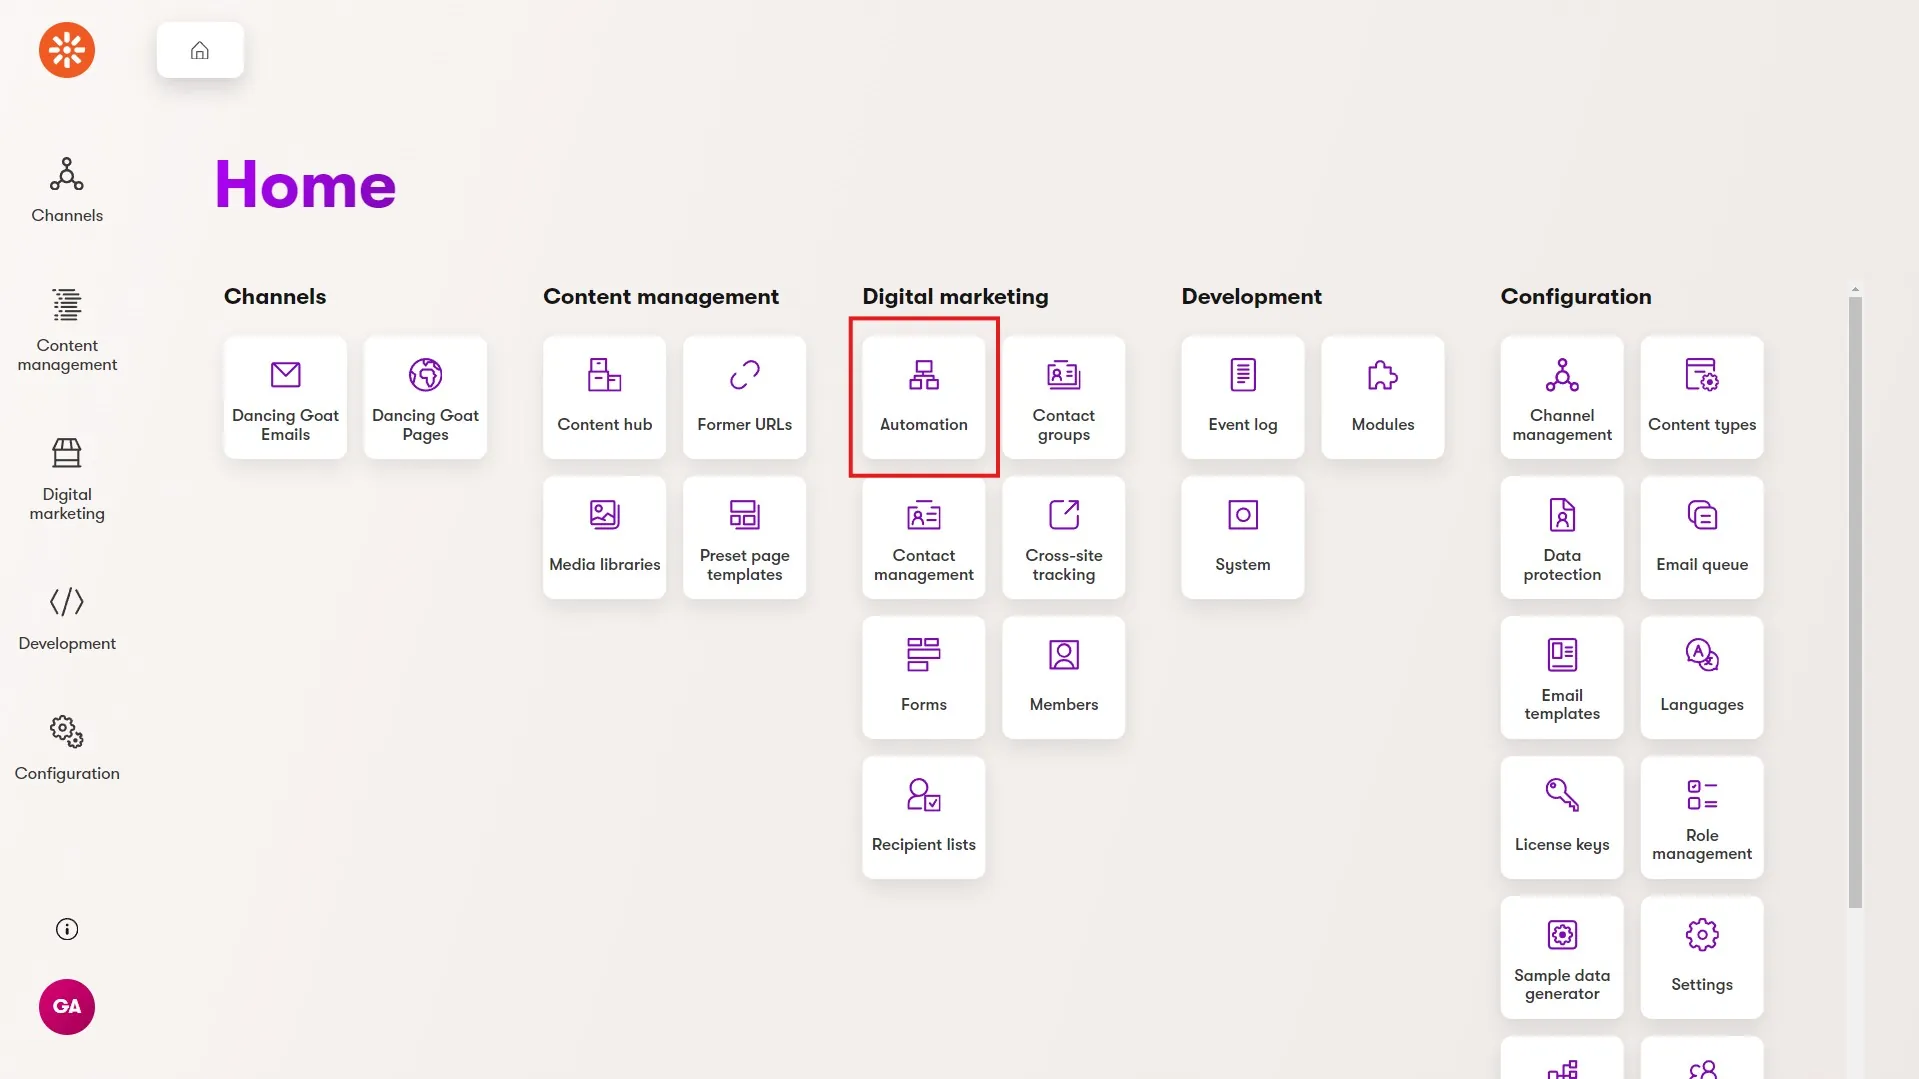 Channels
Content
management
Digital
marketing
Development
Configuration
GA
Home
Channels
Dancing Goat
Emails
Dancing Goat
Pages
Content management
Content hub
Former URLs
Media libraries
Preset page
templates
Digital marketing
Automation
Contact
groups
Contact
management
Cross-site
tracking
Forms
Members
Recipient lists
Development
Event log
Modules
System
Configuration
Channel
management
Content types
Data
protection
Email queue
Email
templates
Languages
License keys
Role
management
Sample data
generator
Settings